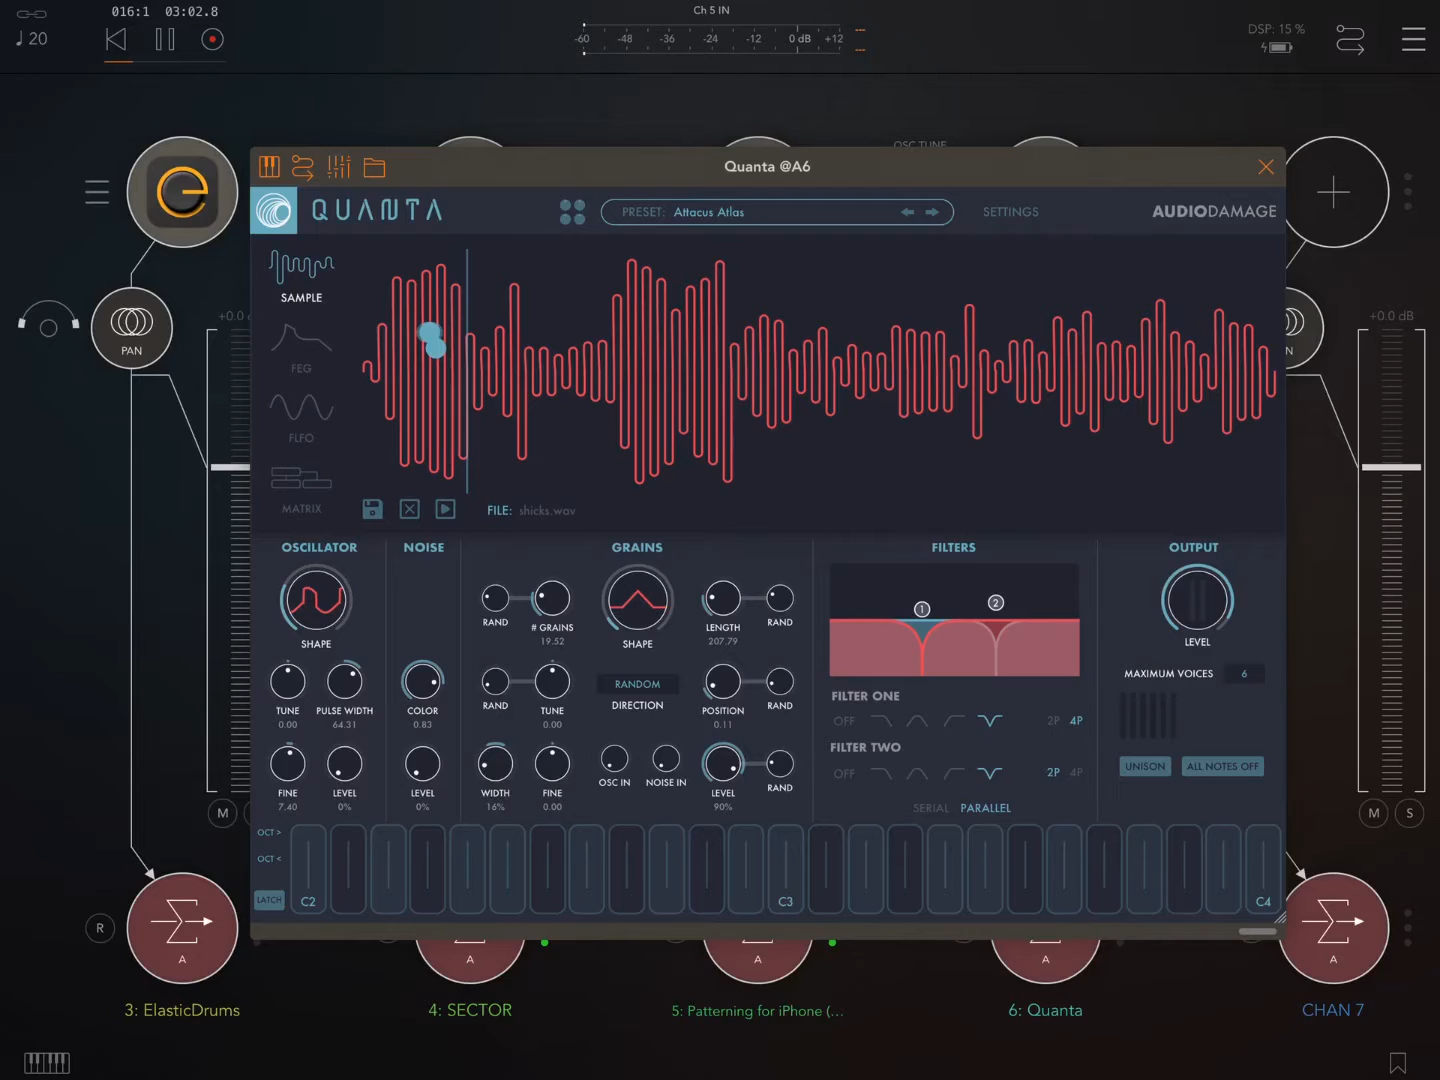 016:1 03:02.8
♩20
Ch 5 IN
-60 -48 -36 -24 -12 0 dB +12
DSP: 15 %
OSC TUNE
Quanta @A6
QUANTA
PRESET: Attacus Atlas
SETTINGS
AUDIODAMAGE
SAMPLE
FEG
FLFO
MATRIX
FILE: shicks.wav
PAN
+0.0 d
N
+0.0 dB
OSCILLATOR NOISE GRAINS FILTERS OUTPUT
SHAPE
TUNE
0.00
PULSE WIDTH
64.31
FINE
7.40
LEVEL
0%
COLOR
0.83
LEVEL
0%
RAND
# GRAINS
19.52
SHAPE
LENGTH
207.79
RAND
RAND
TUNE
0.00
RANDOM
DIRECTION
POSITION
0.11
RAND
WIDTH
16%
FINE
0.00
OSC IN
NOISE IN
LEVEL
90%
RAND
1 2
FILTER ONE
OFF 2P 4P
FILTER TWO
OFF 2P 4P
SERIAL PARALLEL
LEVEL
MAXIMUM VOICES 6
UNISON ALL NOTES OFF
M
M S
OCT >
OCT <
LATCH
C2 C3 C4
R
A A A A A
3: ElasticDrums
4: SECTOR
5: Patterning for iPhone (...
6: Quanta
CHAN 7